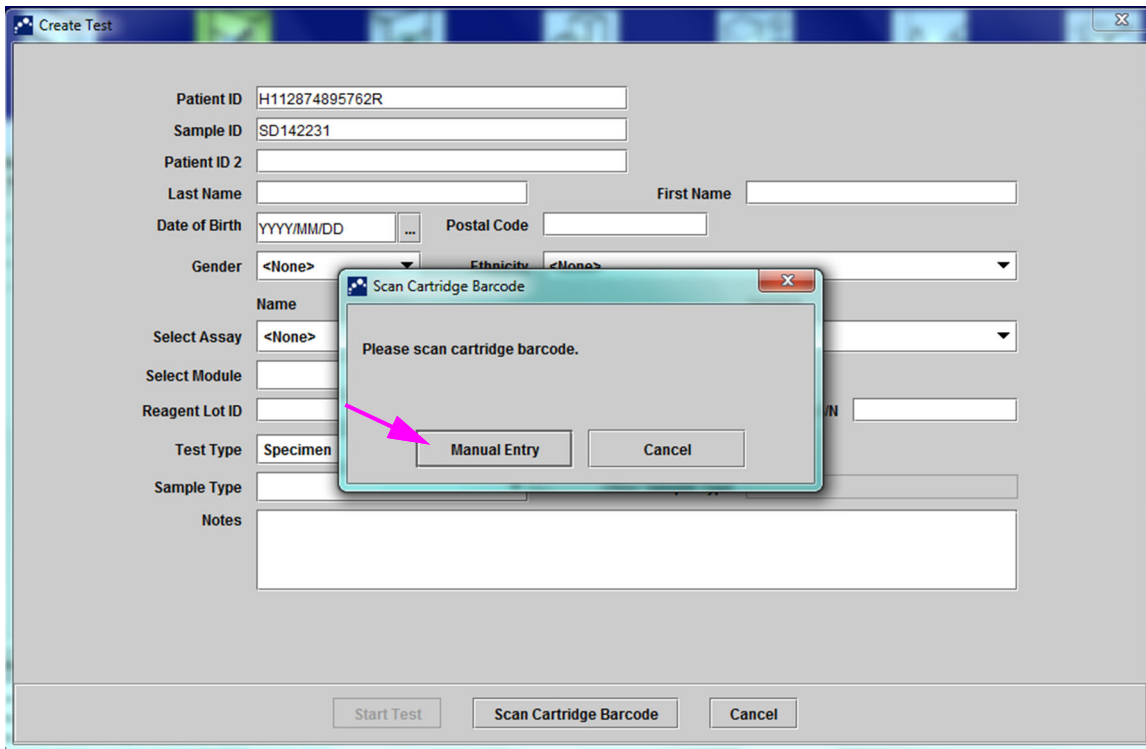 Create Test
Patient ID H112874895762R
Sample ID SD142231
Patient ID 2
Last Name First Name
Date of Birth YYYY/MM/DD ... Postal Code
Gender <None> Ethnicity <None>
Scan Cartridge Barcode
Name
Select Assay <None>
Please scan cartridge barcode.
Select Module
Reagent Lot ID
Test Type Specimen
Manual Entry Cancel
Sample Type
Notes
Start Test Scan Cartridge Barcode Cancel